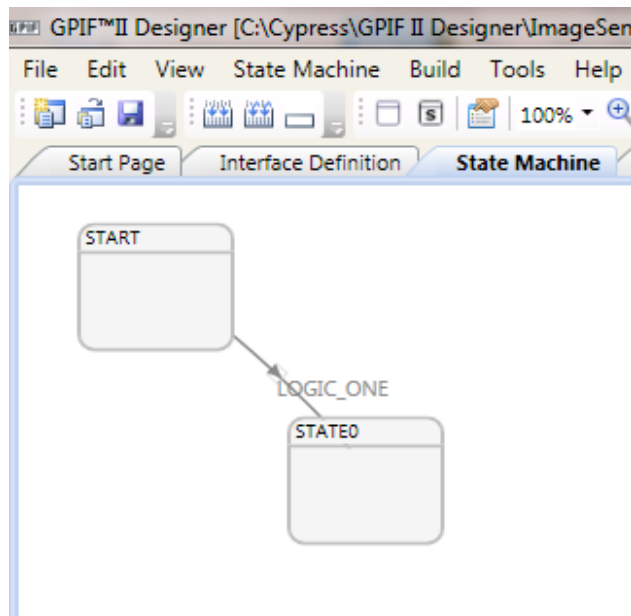 GPIF™II Designer [C:\Cypress\GPIF II Designer\ImageSen
File Edit View State Machine Build Tools Help
100%
Start Page Interface Definition State Machine
START
LOGIC_ONE
STATE0